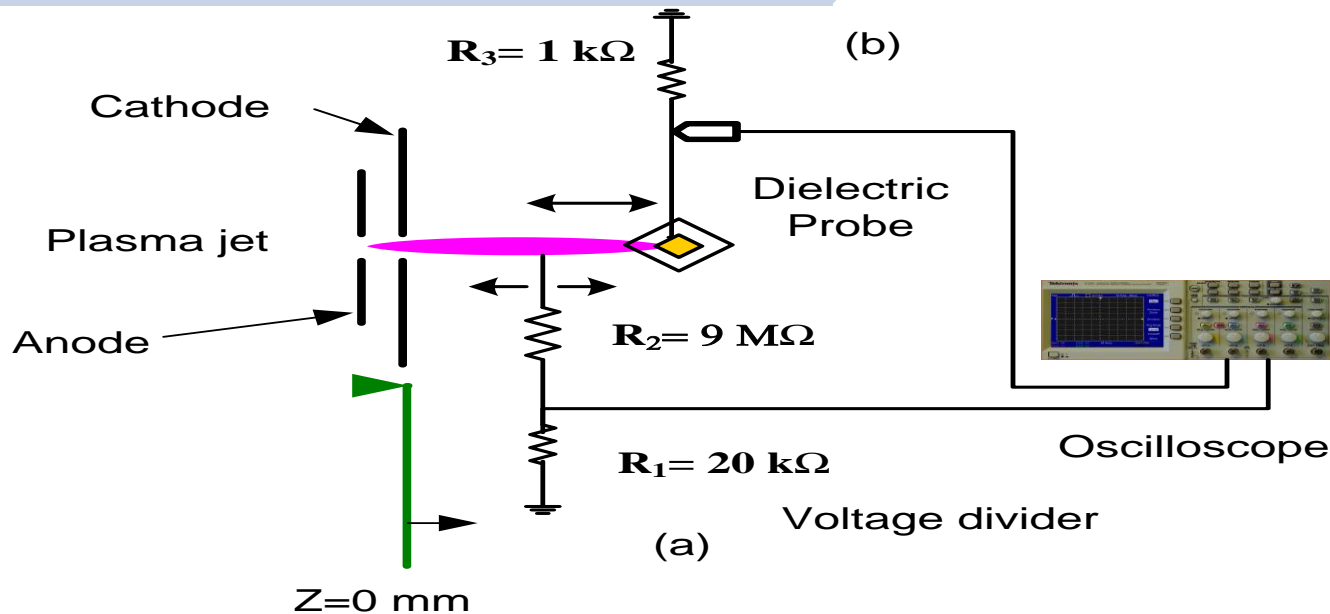 R₃= 1 kΩ
(b)
Cathode
Dielectric
Probe
Plasma jet
Anode
R₂= 9 MΩ
Oscilloscope
R₁= 20 kΩ
Voltage divider
(a)
Z=0 mm